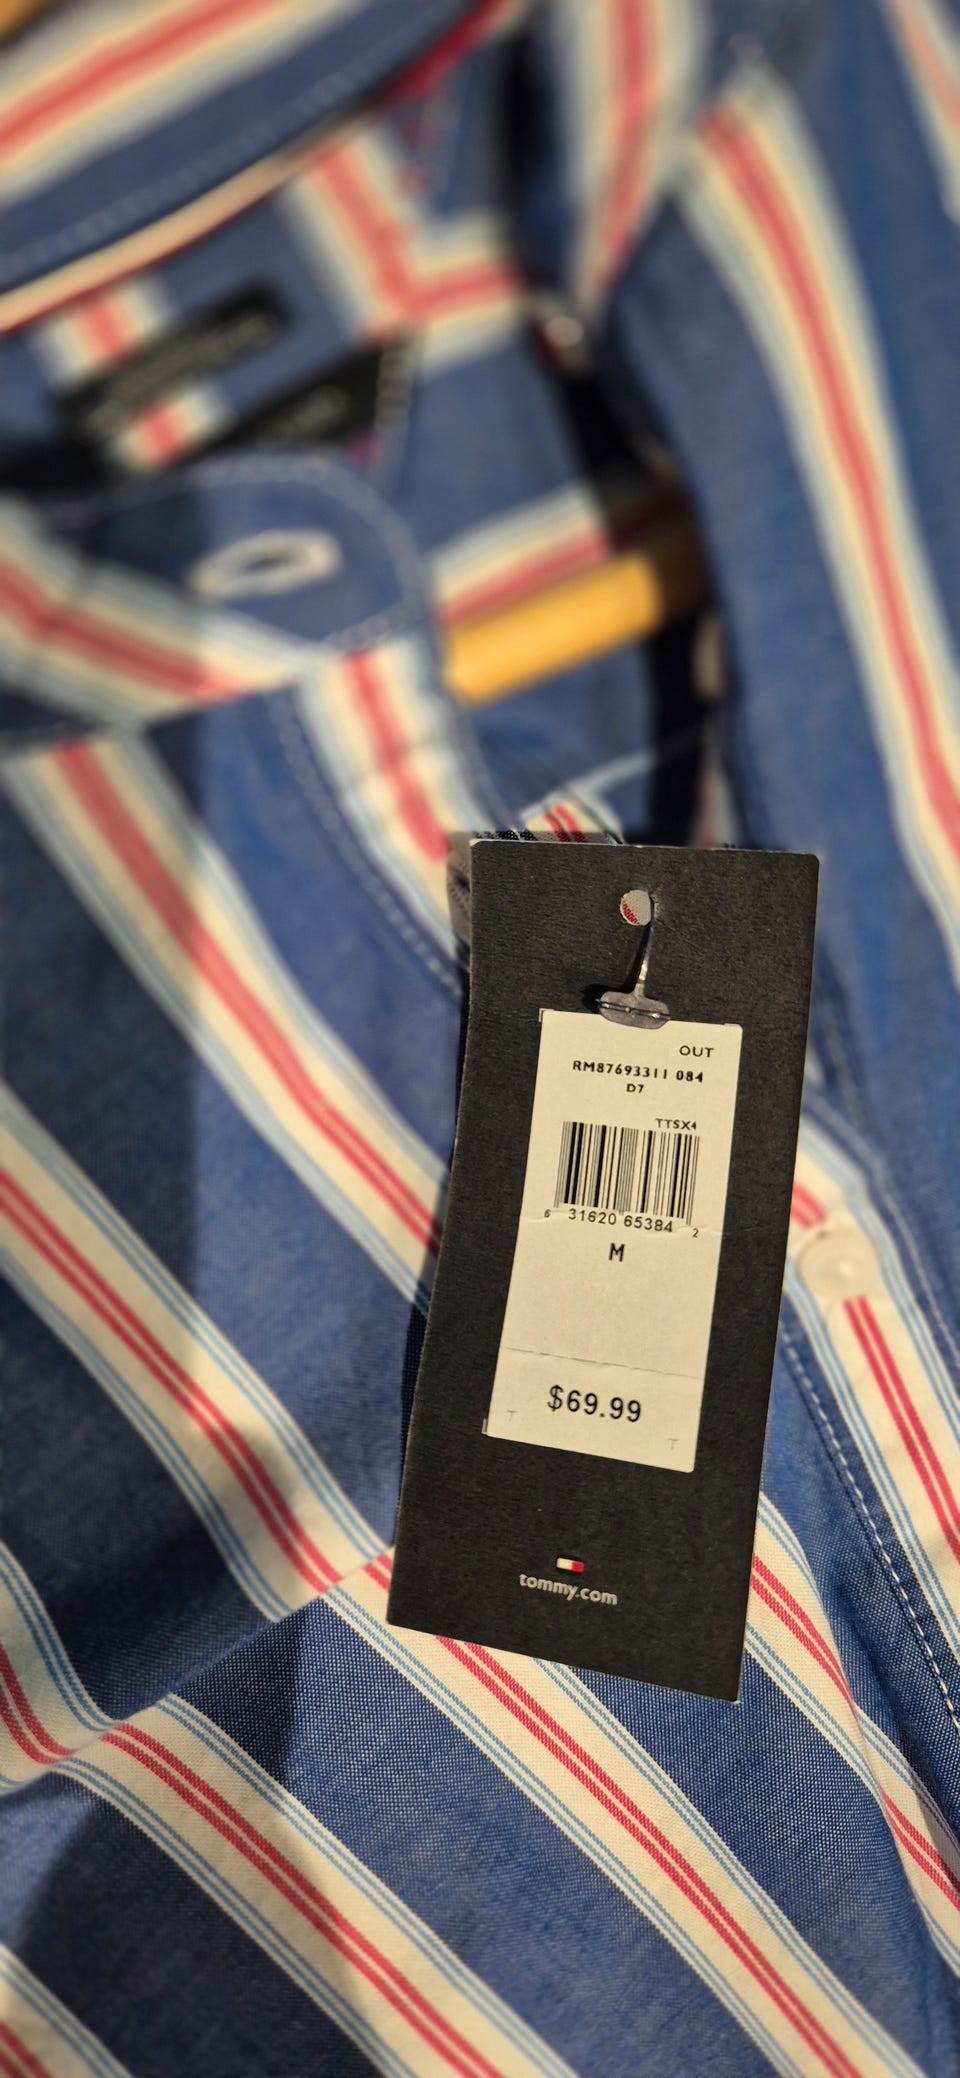 OUT
RM87693311 084
D7
TTSX4
6 31620 65384 2
M
$69.99
T T
tommy.com